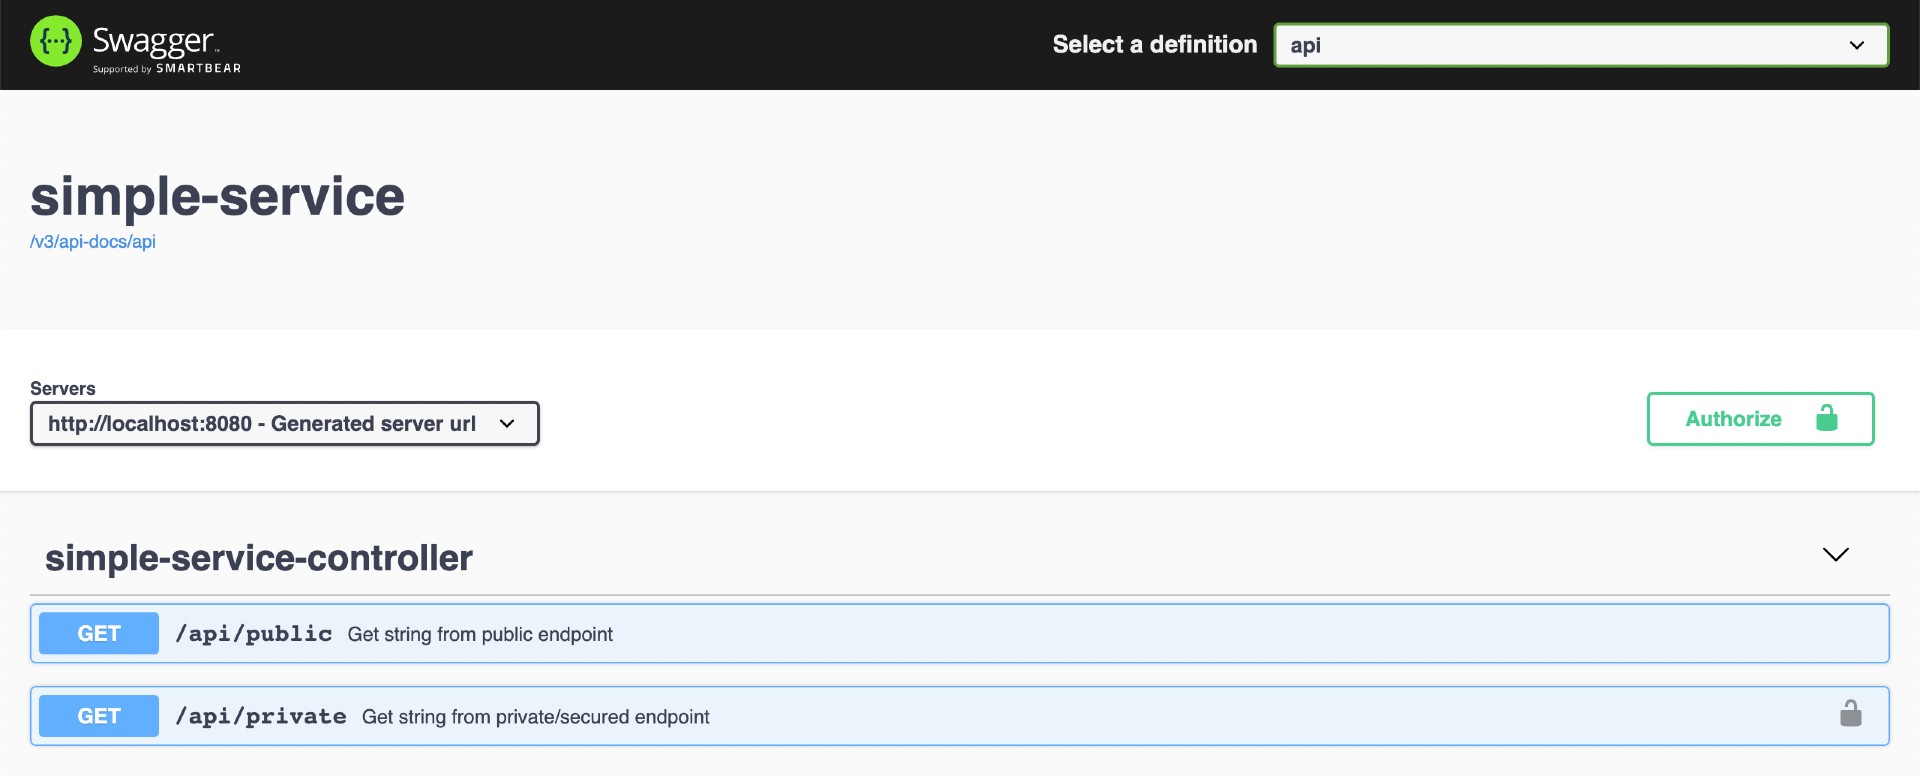 {...} Swagger™
Supported by SMARTBEAR
Select a definition
api
simple-service
/v3/api-docs/api
Servers
http://localhost:8080 - Generated server url
Authorize
simple-service-controller
GET /api/public Get string from public endpoint
GET /api/private Get string from private/secured endpoint